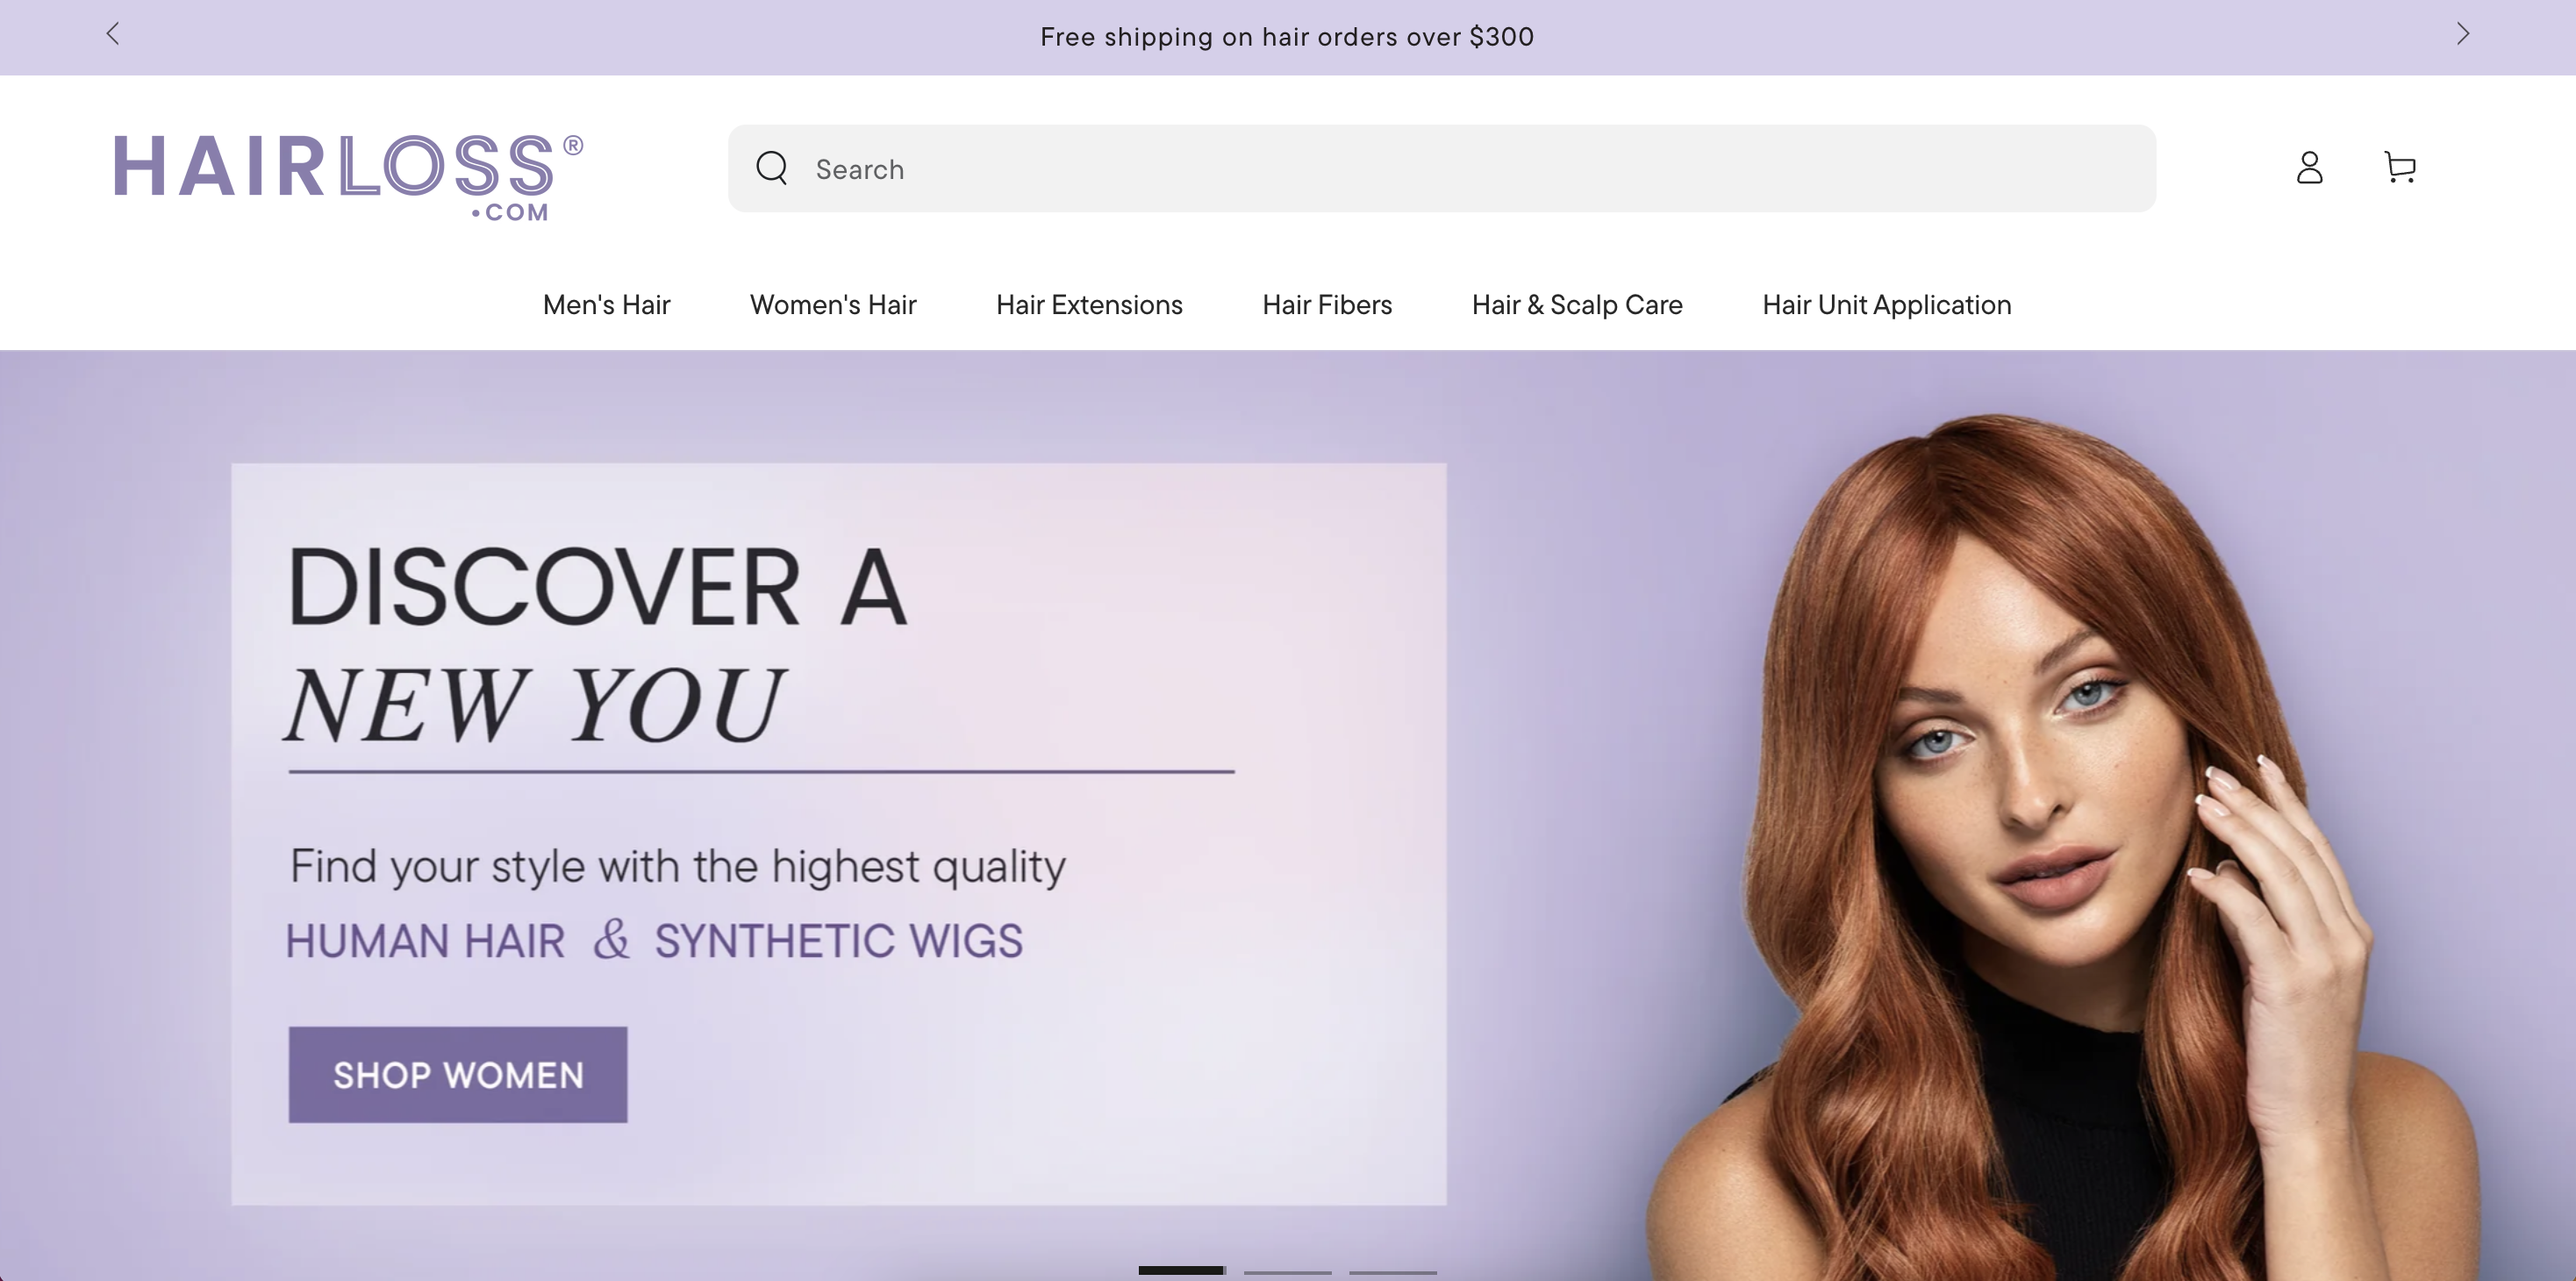 Free shipping on hair orders over $300
HAIRLOSS®
•COM
Search
Men's Hair Women's Hair Hair Extensions Hair Fibers Hair & Scalp Care Hair Unit Application
DISCOVER A
NEW YOU
Find your style with the highest quality
HUMAN HAIR & SYNTHETIC WIGS
SHOP WOMEN